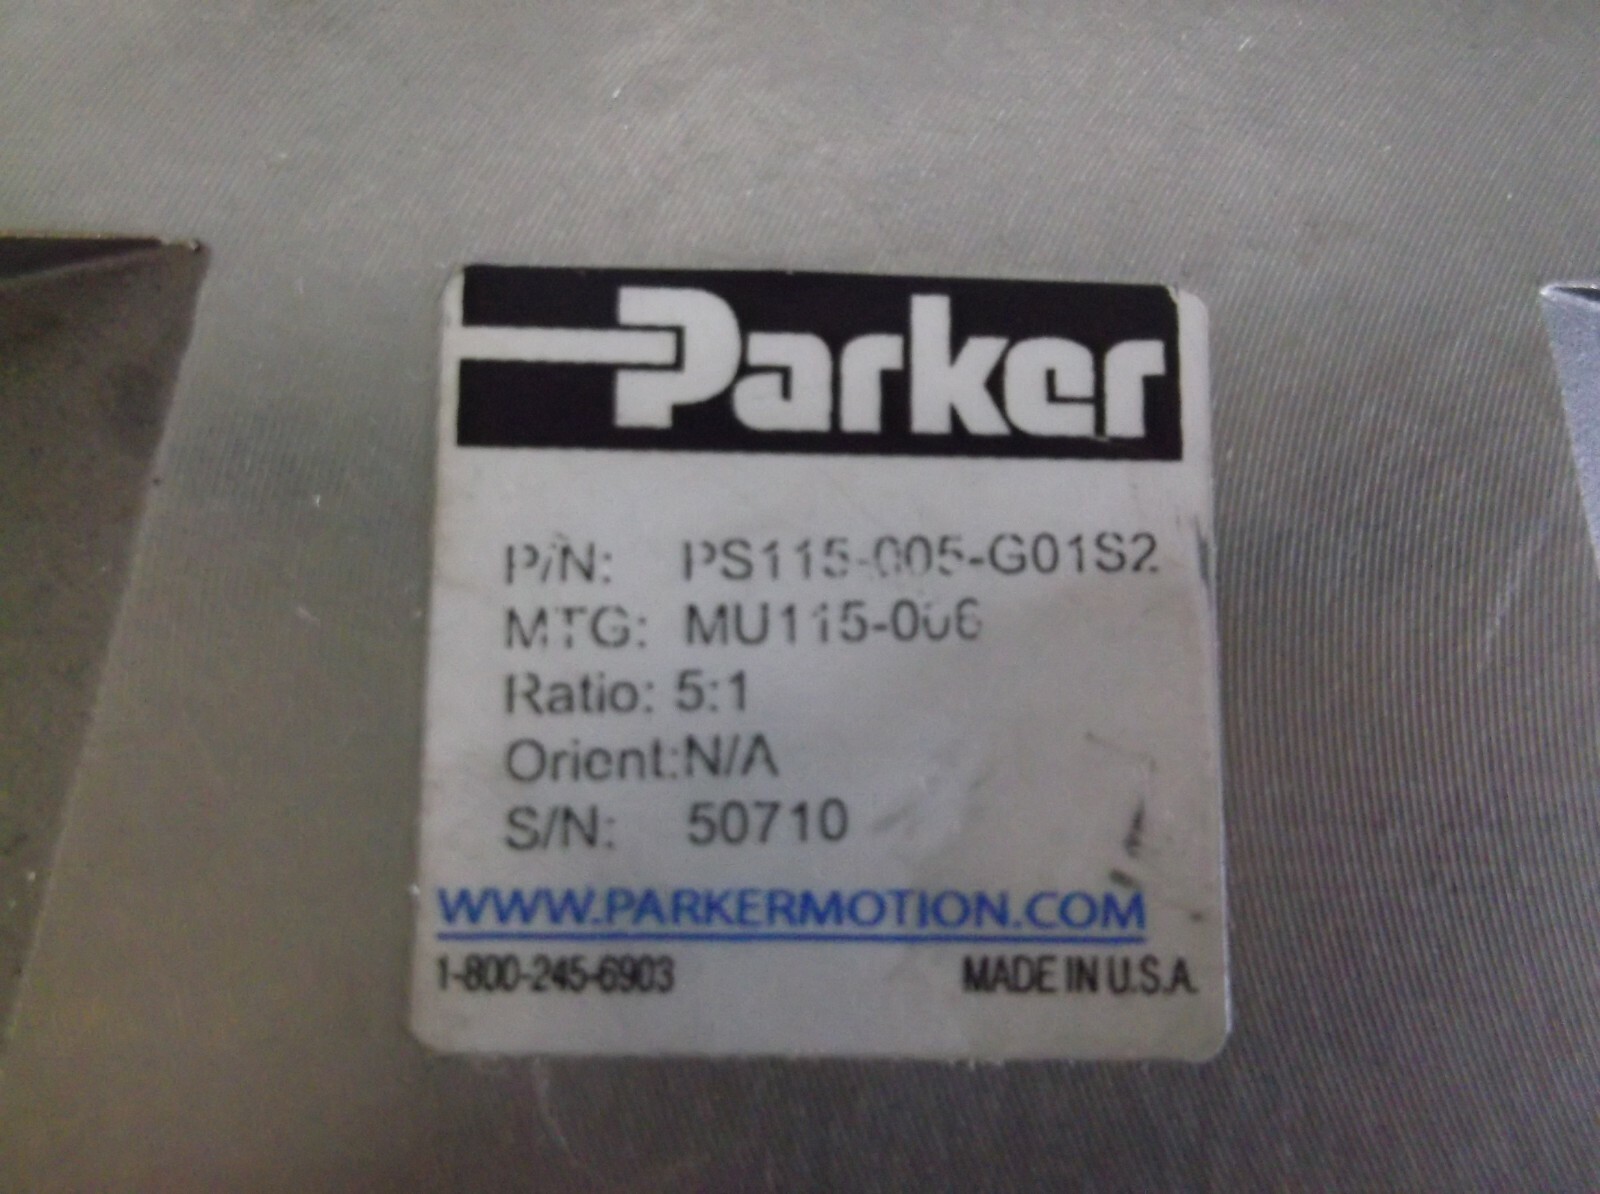 Parker
P/N: PS115-005-G01S2
MTG: MU115-006
Ratio: 5:1
Orient:N/A
S/N: 50710
WWW.PARKERMOTION.COM
1-800-245-6903 MADE IN U.S.A.